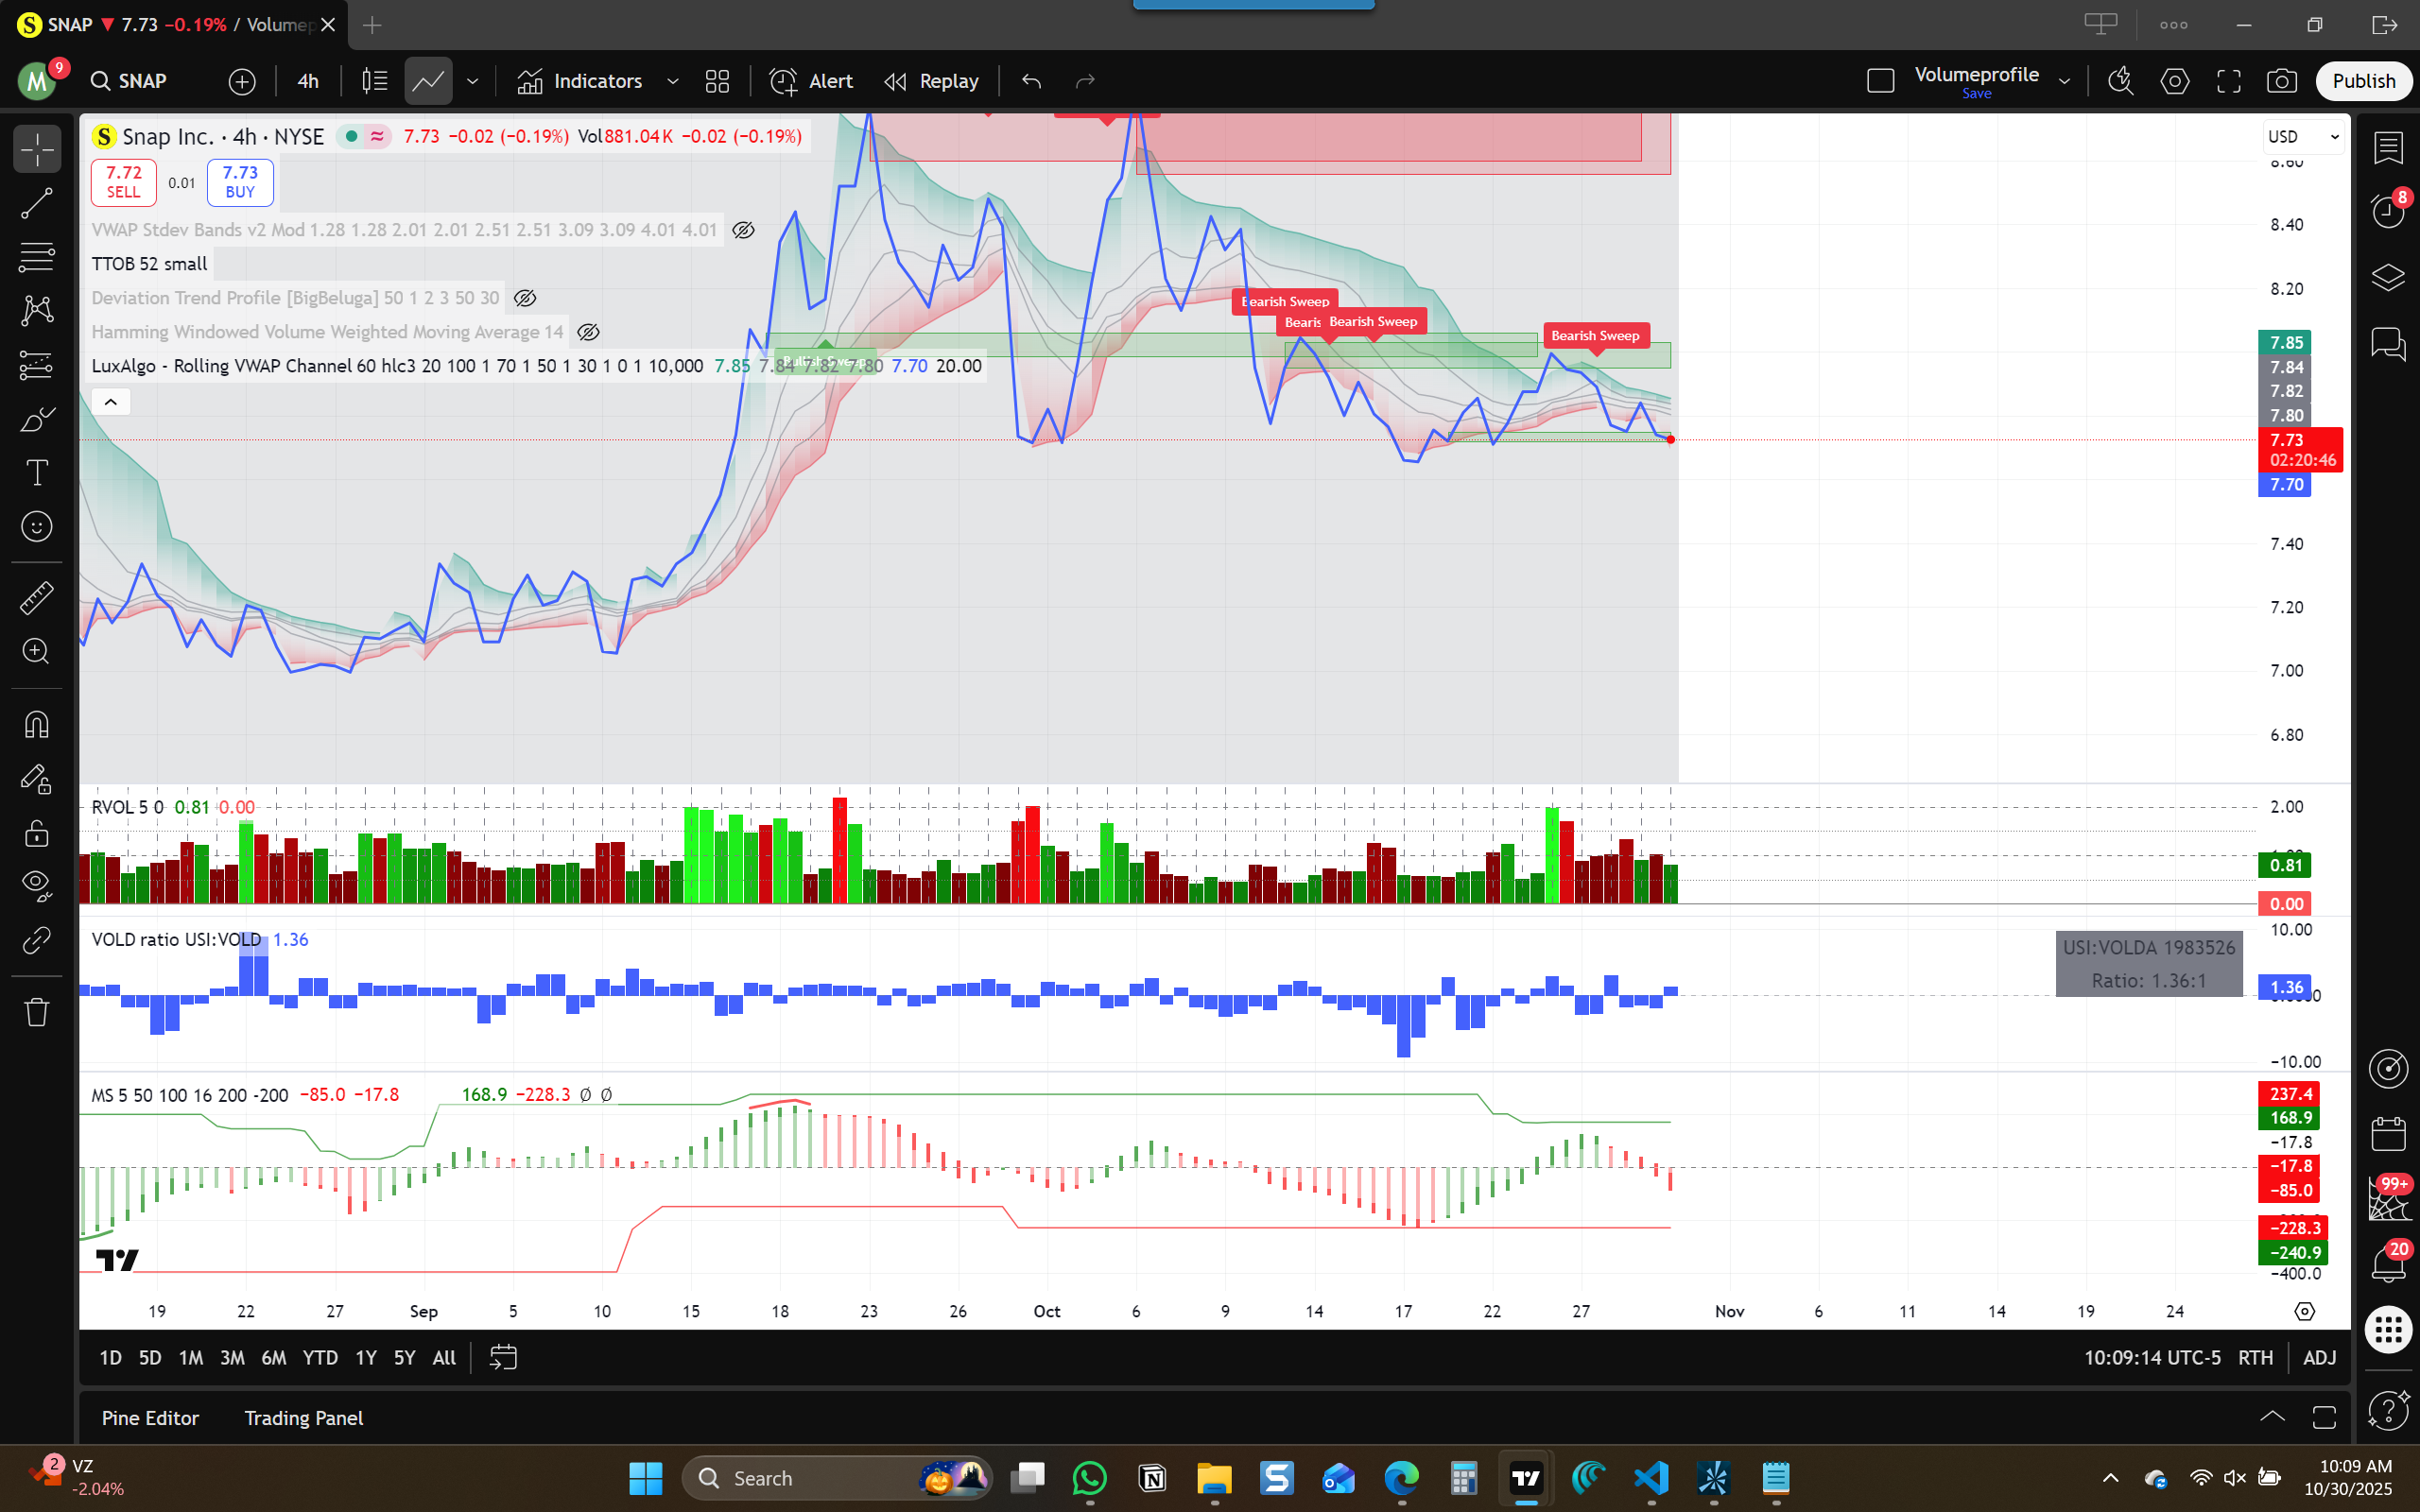 SNAP ▼ 7.73 −0.19% / Volumep
M 9 SNAP 4h Indicators Alert Replay Volumeprofile Publish
Save
S Snap Inc. · 4h · NYSE 7.73 −0.02 (−0.19%) Vol881.04K −0.02 (−0.19%)
USD
7.72
SELL
0.01
7.73
BUY
VWAP Stdev Bands v2 Mod 1.28 1.28 2.01 2.01 2.51 2.51 3.09 3.09 4.01 4.01
TTOB 52 small
Deviation Trend Profile [BigBeluga] 50 1 2 3 50 30
Hamming Windowed Volume Weighted Moving Average 14
LuxAlgo - Rolling VWAP Channel 60 hlc3 20 100 1 70 1 50 1 30 1 0 1 10,000 7.85 7.84 7.82 7.80 7.70 20.00
Bearish Sweep
Bearis
Bearish Sweep
Bearish Sweep
8.60
8.40
8.20
7.85
7.84
7.82
7.80
7.73
02:20:46
7.70
7.40
7.20
7.00
6.80
RVOL 5 0 0.81 0.00
2.00
0.81
0.00
VOLD ratio USI:VOLD 1.36
10.00
USI:VOLDA 1983526
Ratio: 1.36:1
1.36
−10.00
MS 5 50 100 16 200 -200 −85.0 −17.8 168.9 −228.3 ∅ ∅
237.4
168.9
−17.8
−17.8
−85.0
−228.3
−240.9
−400.0
19 22 27 Sep 5 10 15 18 23 26 Oct 6 9 14 17 22 27 Nov 6 11 14 19 24
1D 5D 1M 3M 6M YTD 1Y 5Y All
10:09:14 UTC-5 RTH ADJ
Pine Editor Trading Panel
8
99+
20
2 VZ
-2.04%
Search
10:09 AM
10/30/2025